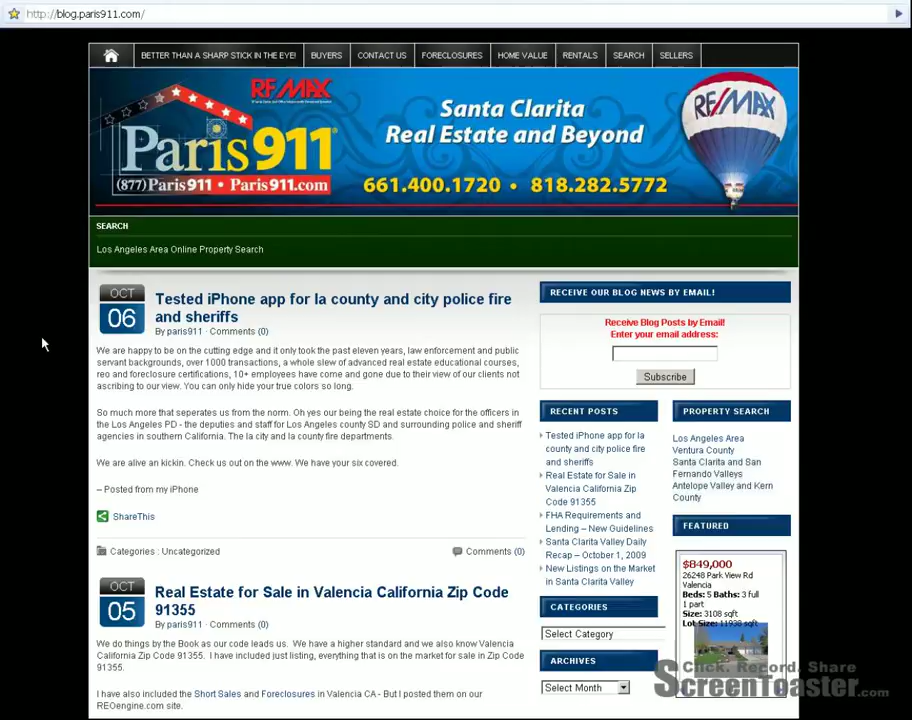 http://blog.paris911.com/
BETTER THAN A SHARP STICK IN THE EYE! BUYERS CONTACT US FORECLOSURES HOME VALUE RENTALS SEARCH SELLERS
RE/MAX
Paris 911
(877)Paris911 • Paris911.com
Santa Clarita
Real Estate and Beyond
661.400.1720 • 818.282.5772
RE/MAX
SEARCH
Los Angeles Area Online Property Search
OCT
06
Tested iPhone app for la county and city police fire
and sheriffs
By paris911 · Comments (0)
We are happy to be on the cutting edge and it only took the past eleven years, law enforcement and public
servant backgrounds, over 1000 transactions, a whole slew of advanced real estate educational courses,
reo and foreclosure certifications, 10+ employees have come and gone due to their view of our clients not
ascribing to our view. You can only hide your true colors so long.
So much more that seperates us from the norm. Oh yes our being the real estate choice for the officers in
the Los Angeles PD - the deputies and staff for Los Angeles county SD and surrounding police and sheriff
agencies in southern California. The la city and la county fire departments.
We are alive an kickin. Check us out on the www. We have your six covered.
– Posted from my iPhone
ShareThis
Categories : Uncategorized
Comments (0)
OCT
05
Real Estate for Sale in Valencia California Zip Code
91355
By paris911 · Comments (0)
We do things by the Book as our code leads us. We have a higher standard and we also know Valencia
California Zip Code 91355. I have included just listing, everything that is on the market for sale in Zip Code
91355.
I have also included the Short Sales and Foreclosures in Valencia CA - But I posted them on our
REOengine.com site.
RECEIVE OUR BLOG NEWS BY EMAIL!
Receive Blog Posts by Email!
Enter your email address:
Subscribe
RECENT POSTS
Tested iPhone app for la
county and city police fire
and sheriffs
Real Estate for Sale in
Valencia California Zip
Code 91355
FHA Requirements and
Lending – New Guidelines
Santa Clarita Valley Daily
Recap – October 1, 2009
New Listings on the Market
in Santa Clarita Valley
CATEGORIES
Select Category
ARCHIVES
Select Month
PROPERTY SEARCH
Los Angeles Area
Ventura County
Santa Clarita and San
Fernando Valleys
Antelope Valley and Kern
County
FEATURED
$849,000
26248 Park View Rd
Valencia
Beds: 5 Baths: 3 full
1 part
Size: 3108 sqft
Lot Size: 11938 sqft
Click. Record. Share
ScreenToaster.com